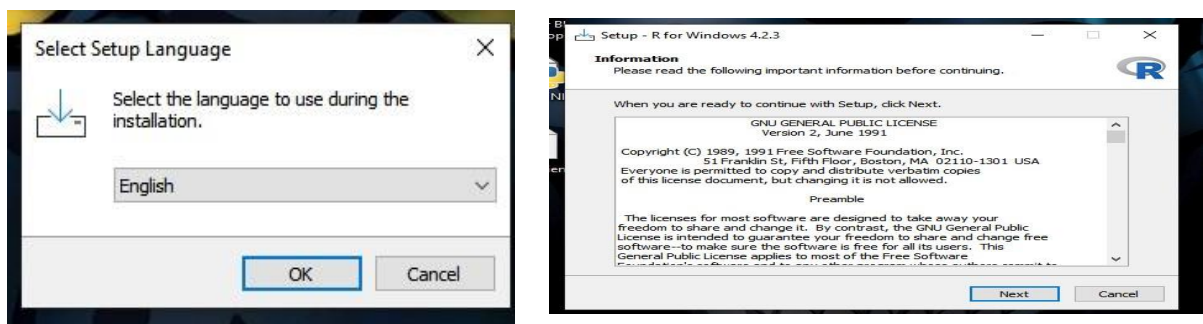 Select Setup Language
Select the language to use during the
installation.
English
OK Cancel
Setup - R for Windows 4.2.3
Information
Please read the following important information before continuing.
R
When you are ready to continue with Setup, click Next.
GNU GENERAL PUBLIC LICENSE
Version 2, June 1991
Copyright (C) 1989, 1991 Free Software Foundation, Inc.
51 Franklin St, Fifth Floor, Boston, MA 02110-1301 USA
Everyone is permitted to copy and distribute verbatim copies
of this license document, but changing it is not allowed.
Preamble
The licenses for most software are designed to take away your
freedom to share and change it. By contrast, the GNU General Public
License is intended to guarantee your freedom to share and change free
software--to make sure the software is free for all its users. This
General Public License applies to most of the Free Software
Next Cancel